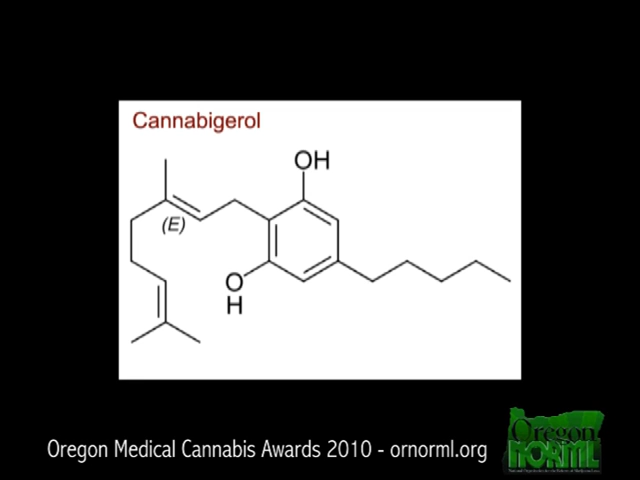 Cannabigerol
OH
(E)
O
H
Oregon Medical Cannabis Awards 2010 - ornorml.org
Oregon
NORML